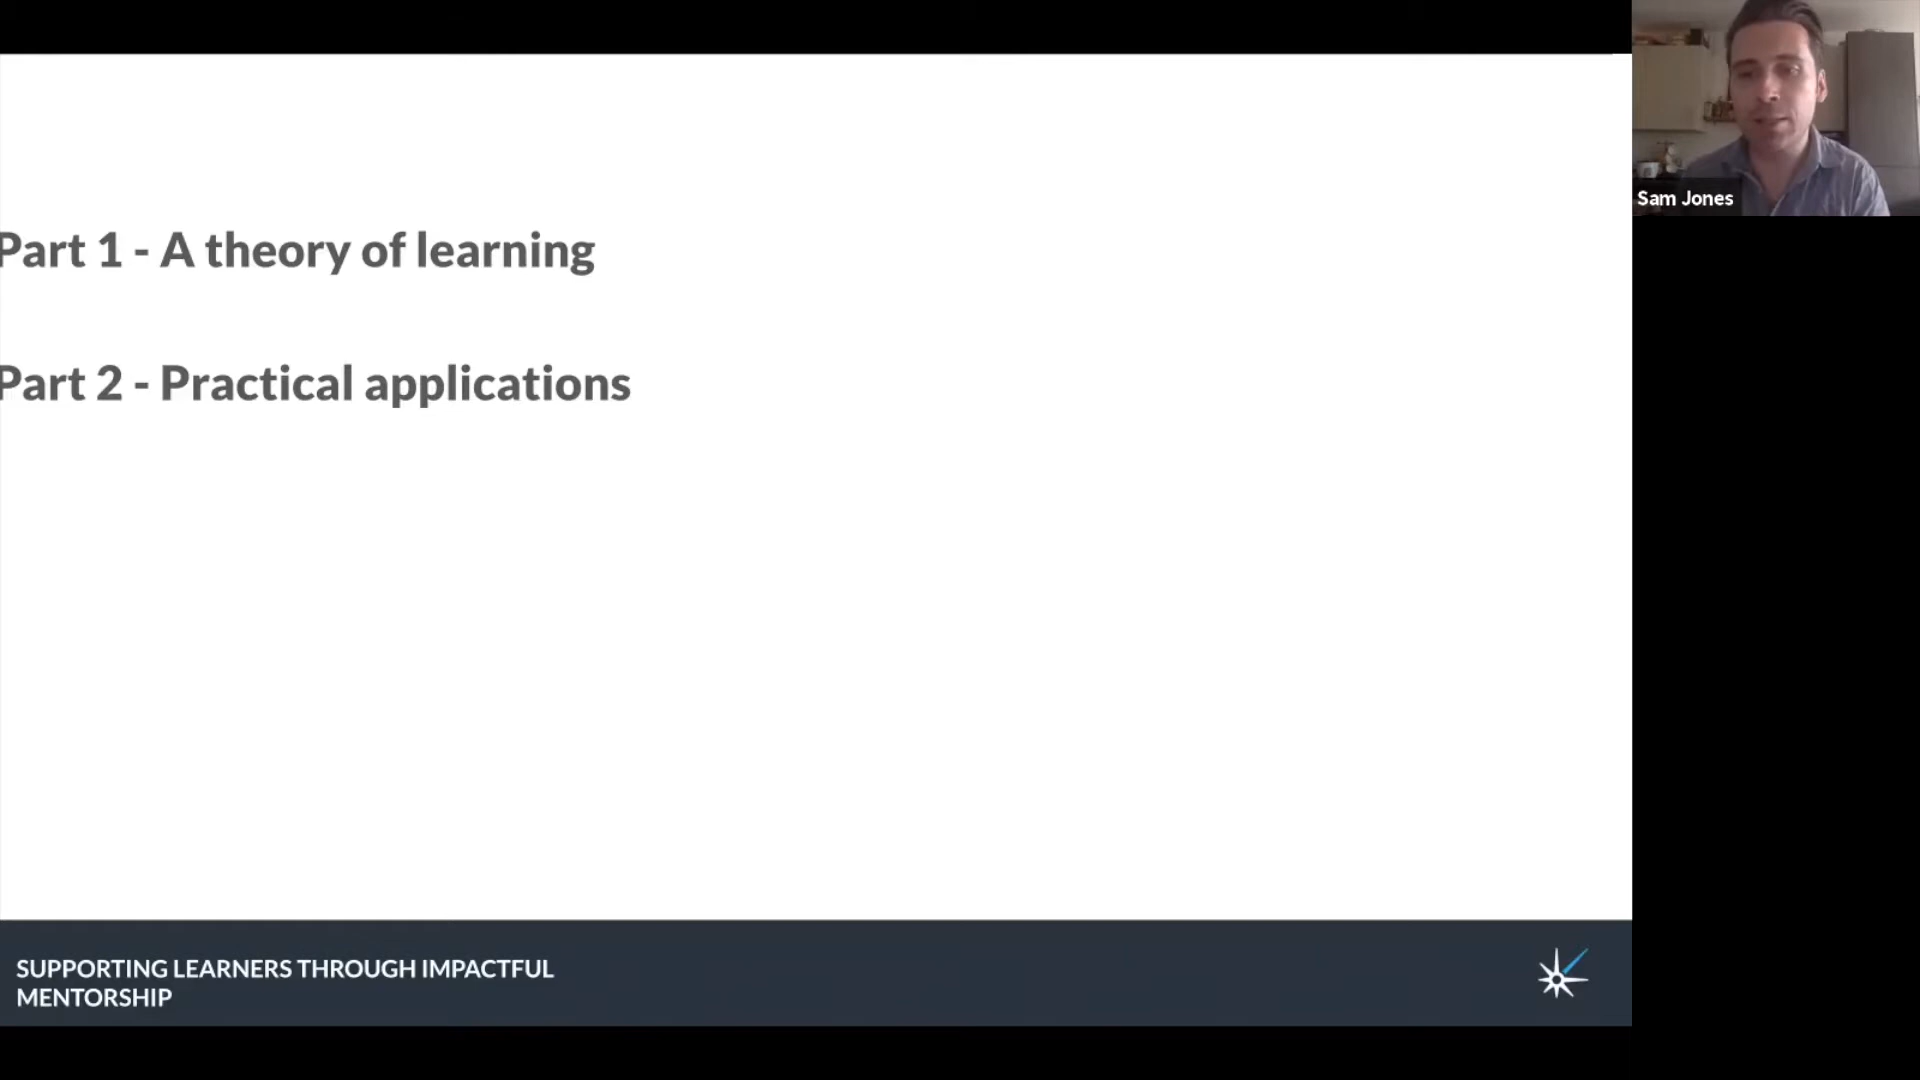 Part 1 - A theory of learning
Part 2 - Practical applications
SUPPORTING LEARNERS THROUGH IMPACTFUL
MENTORSHIP
Sam Jones